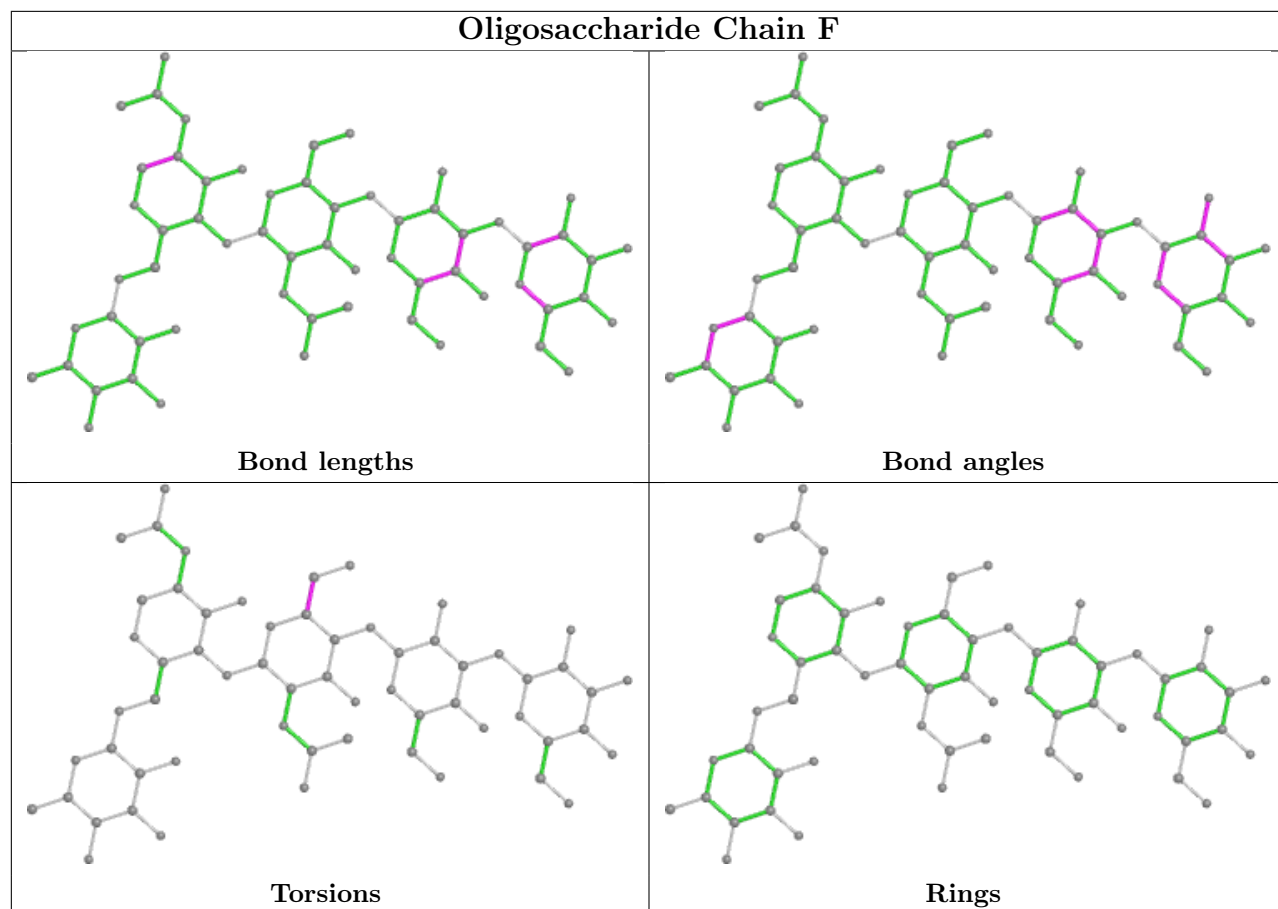 Oligosaccharide Chain F
Bond lengths
Bond angles
Torsions
Rings